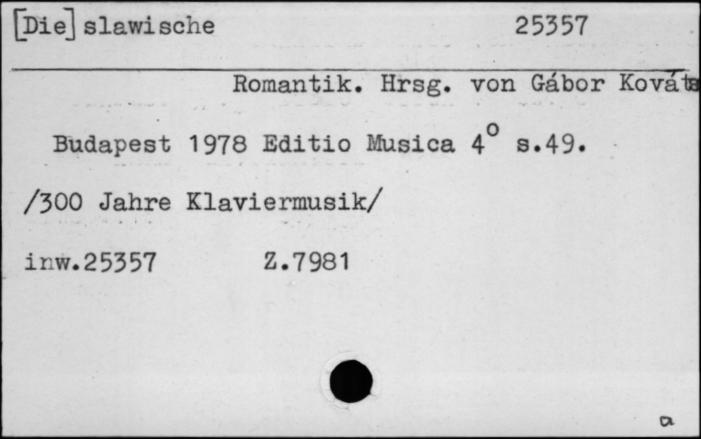 [Die] slawische 25357
Romantik. Hrsg. von Gábor Kováts
Budapest 1978 Editio Musica 4° s.49.
/300 Jahre Klaviermusik/
inw.25357 Z.7981
a